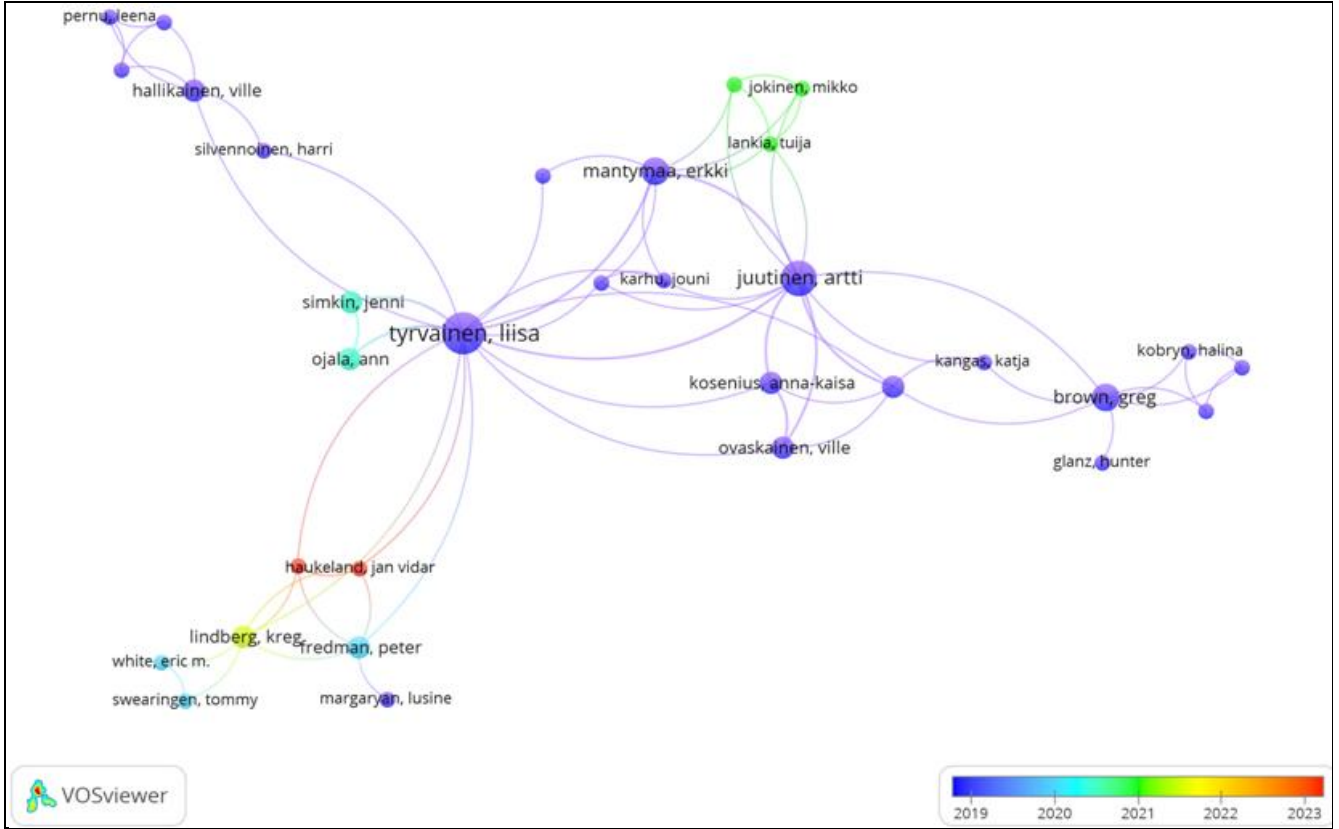 pernu, leena
hallikainen, ville
silvennoinen, harri
jokinen, mikko
lankia, tuija
mantymaa, erkki
karhu, jouni
juutinen, artti
simkin, jenni
tyrvainen, liisa
ojala, ann
kobryn, halina
kangas, katja
kosenius, anna-kaisa
brown, greg
ovaskainen, ville
glanz, hunter
haukeland, jan vidar
lindberg, kreg
fredman, peter
white, eric m.
swearingen, tommy
margaryan, lusine
VOSviewer
2019 2020 2021 2022 2023